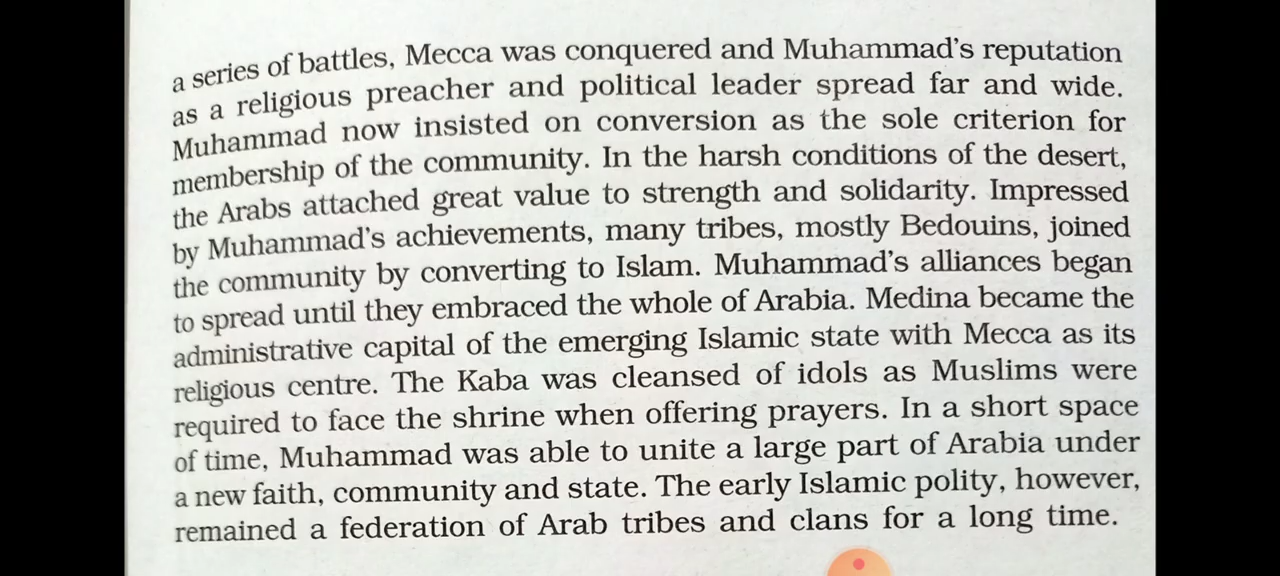 a series of battles, Mecca was conquered and Muhammad's reputation
as a religious preacher and political leader spread far and wide.
Muhammad now insisted on conversion as the sole criterion for
membership of the community. In the harsh conditions of the desert,
the Arabs attached great value to strength and solidarity. Impressed
by Muhammad's achievements, many tribes, mostly Bedouins, joined
the community by converting to Islam. Muhammad's alliances began
to spread until they embraced the whole of Arabia. Medina became the
administrative capital of the emerging Islamic state with Mecca as its
religious centre. The Kaba was cleansed of idols as Muslims were
required to face the shrine when offering prayers. In a short space
of time, Muhammad was able to unite a large part of Arabia under
a new faith, community and state. The early Islamic polity, however,
remained a federation of Arab tribes and clans for a long time.